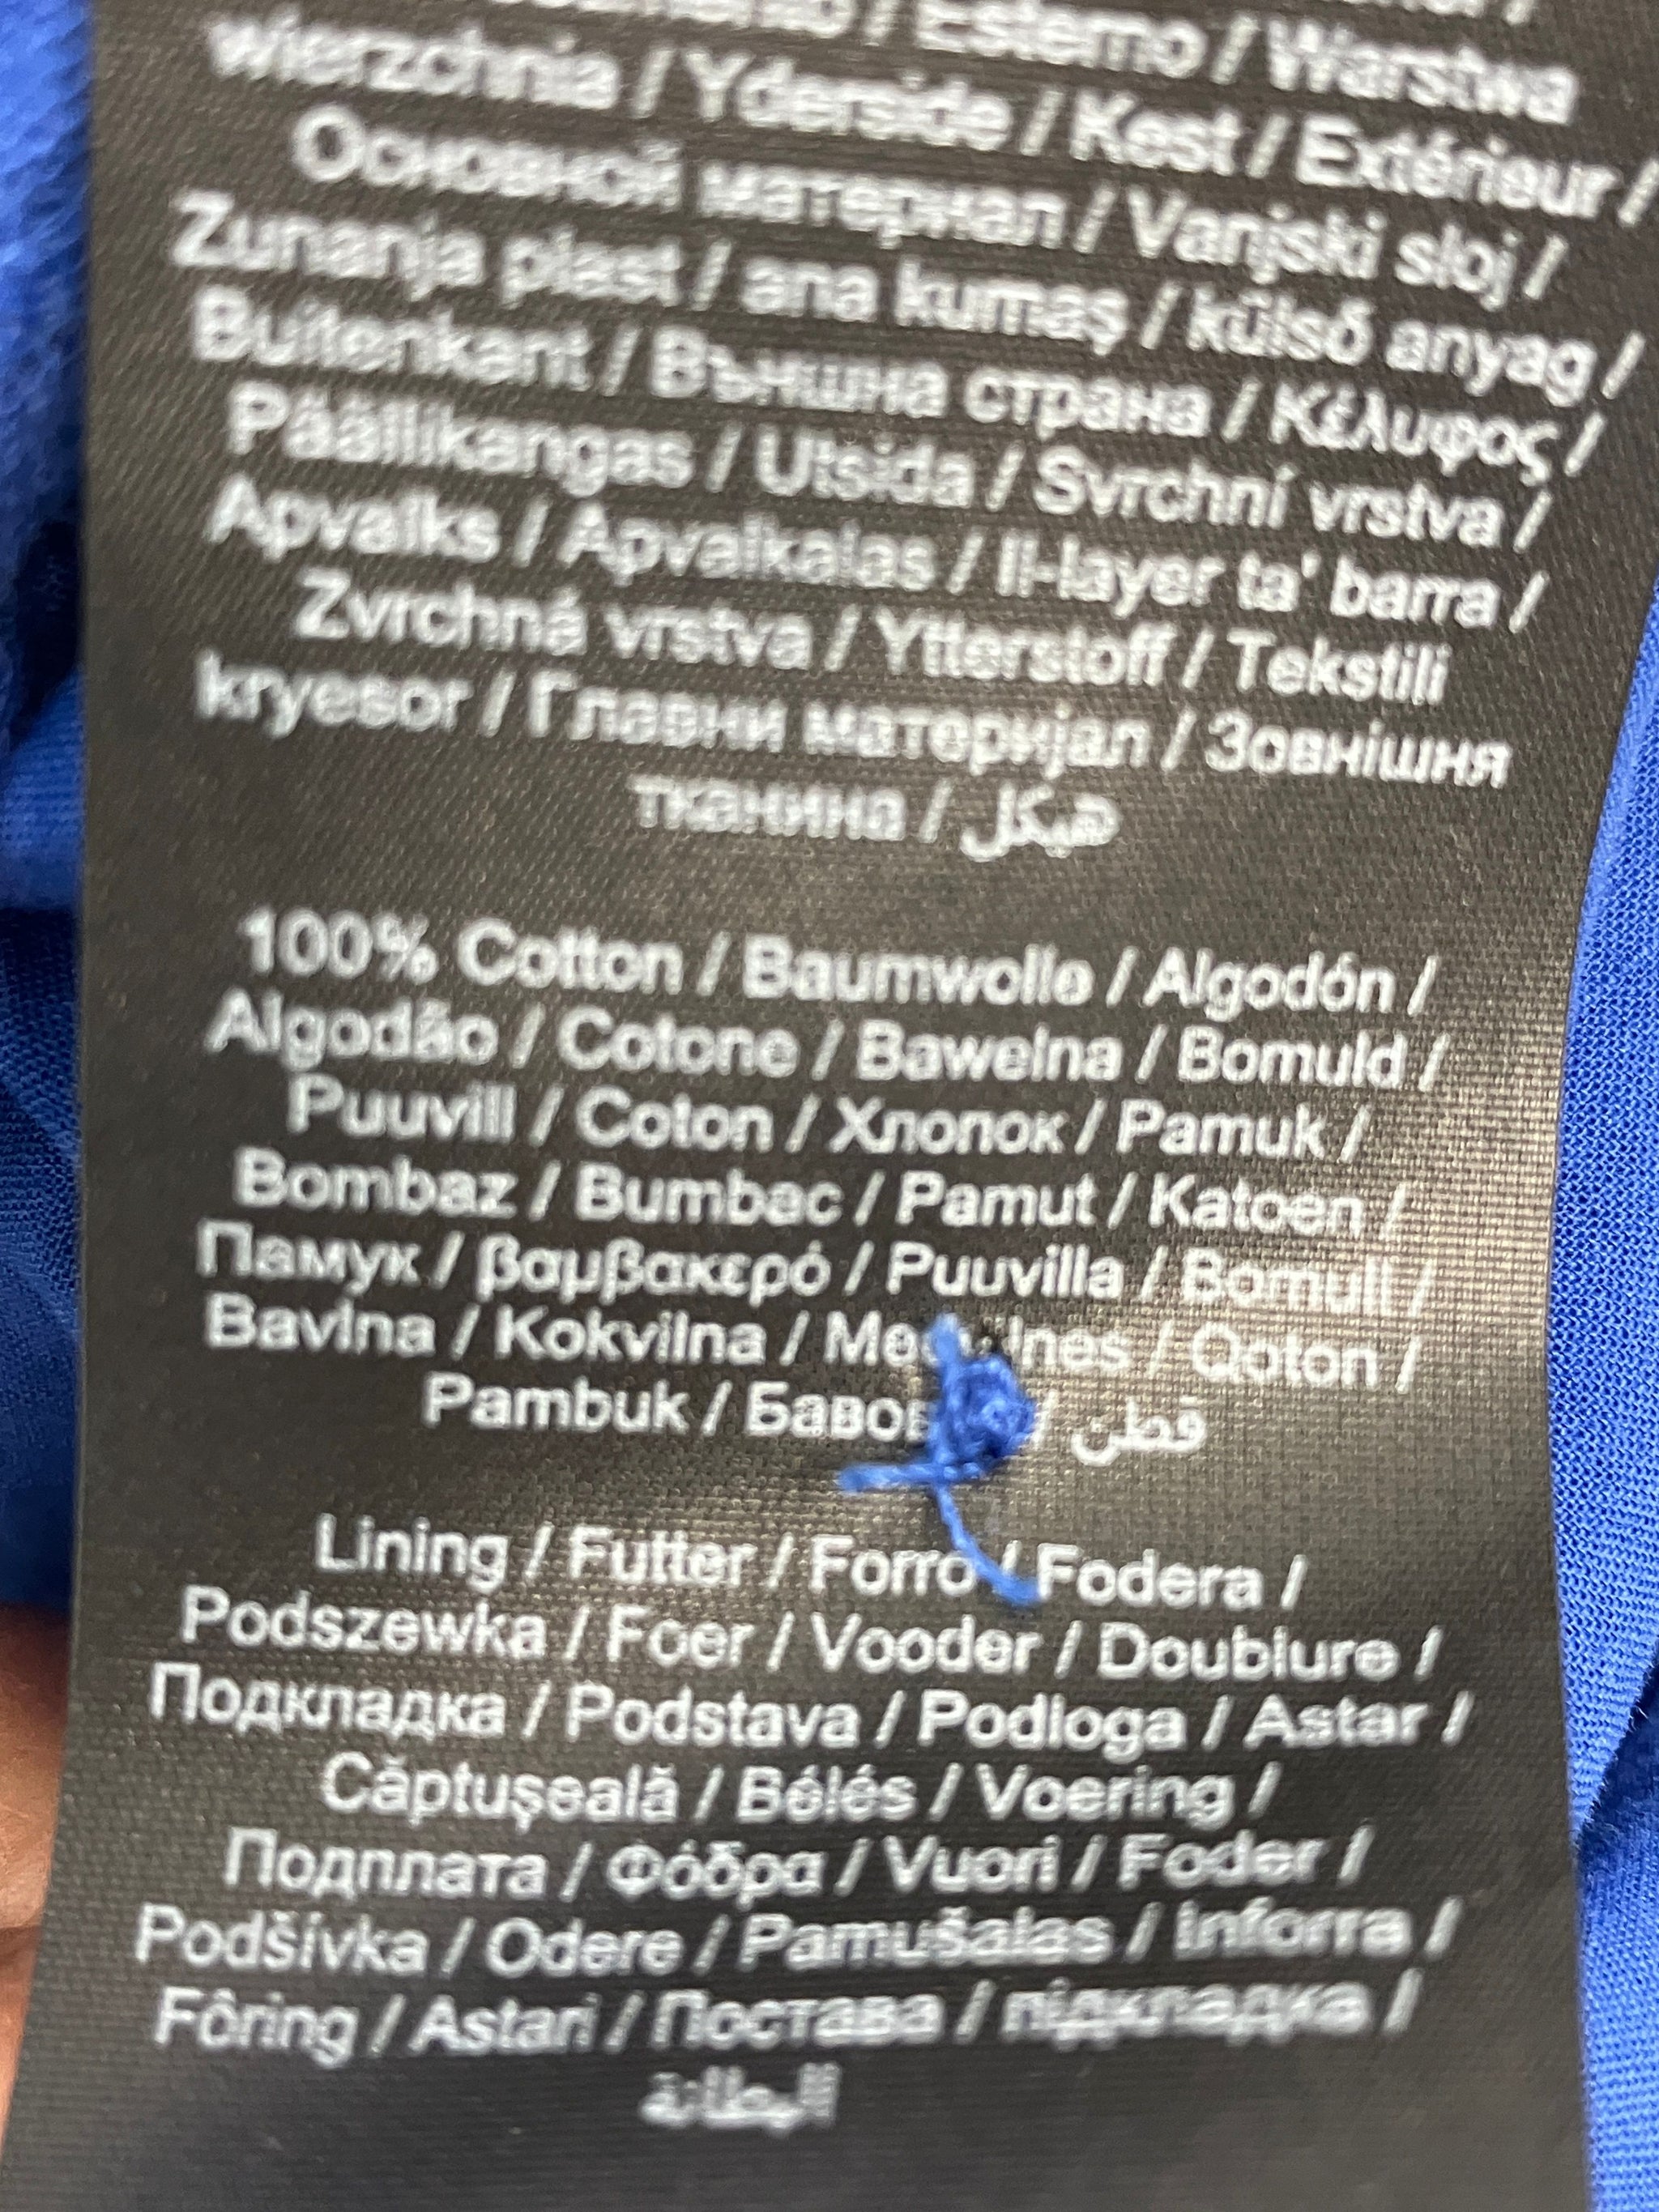 / Esterno / Warstwa
wierzchnia / Yderside / Kest / Extérieur /
Основной материал / Vanjski sloj /
Zunanja plast / ana kumaş / külső anyag /
Buitenkant / Външна страна / Κέλυφος /
Päällikangas / Utsida / Svrchní vrstva /
Apvalks / Apvalkalas / Il-layer ta' barra /
Zvrchná vrstva / Ytterstoff / Tekstili
kryesor / Главни материјал / Зовнішня
тканина / هيكل
100% Cotton / Baumwolle / Algodón /
Algodão / Cotone / Bawełna / Bomuld /
Puuvill / Coton / Хлопок / Pamuk /
Bombaž / Bumbac / Pamut / Katoen /
Памук / βαμβακερό / Puuvilla / Bomull /
Bavlna / Kokvilna / / Qoton /
Pambuk / / قطن
Lining / Futter / Forro / Fodera /
Podszewka / Foer / Vooder / Doublure /
Подкладка / Podstava / Podloga / Astar /
Căptușeală / Bélés / Voering /
Подплата / Φόδρα / Vuori / Foder /
Podšívka / Odere / Pamušalas / Inforra /
Fôring / Astari / Постава / підкладка /
البطانة